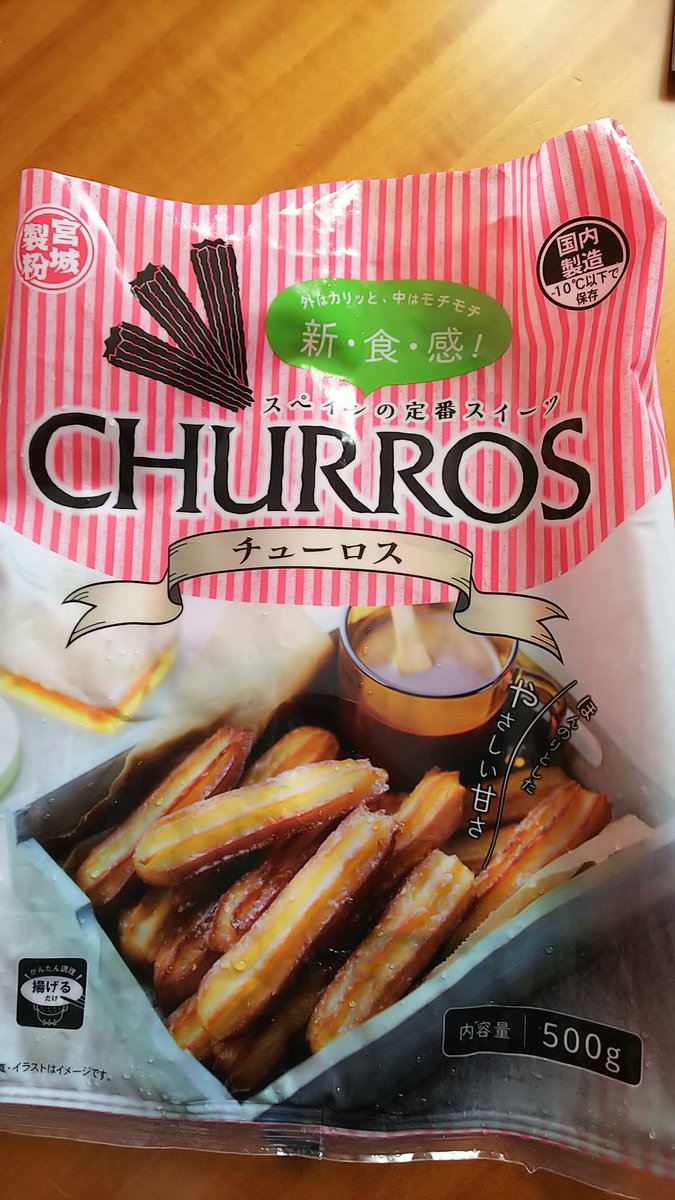 宮城
製粉
国内
製造
-10℃以下で
保存
外はカリッと、中はモチモチ
新・食・感！
スペインの定番スイーツ
CHURROS
チューロス
ほんのりとした
やさしい甘さ
かんたん調理
揚げる
だけ
内容量 500g
真・イラストはイメージです。